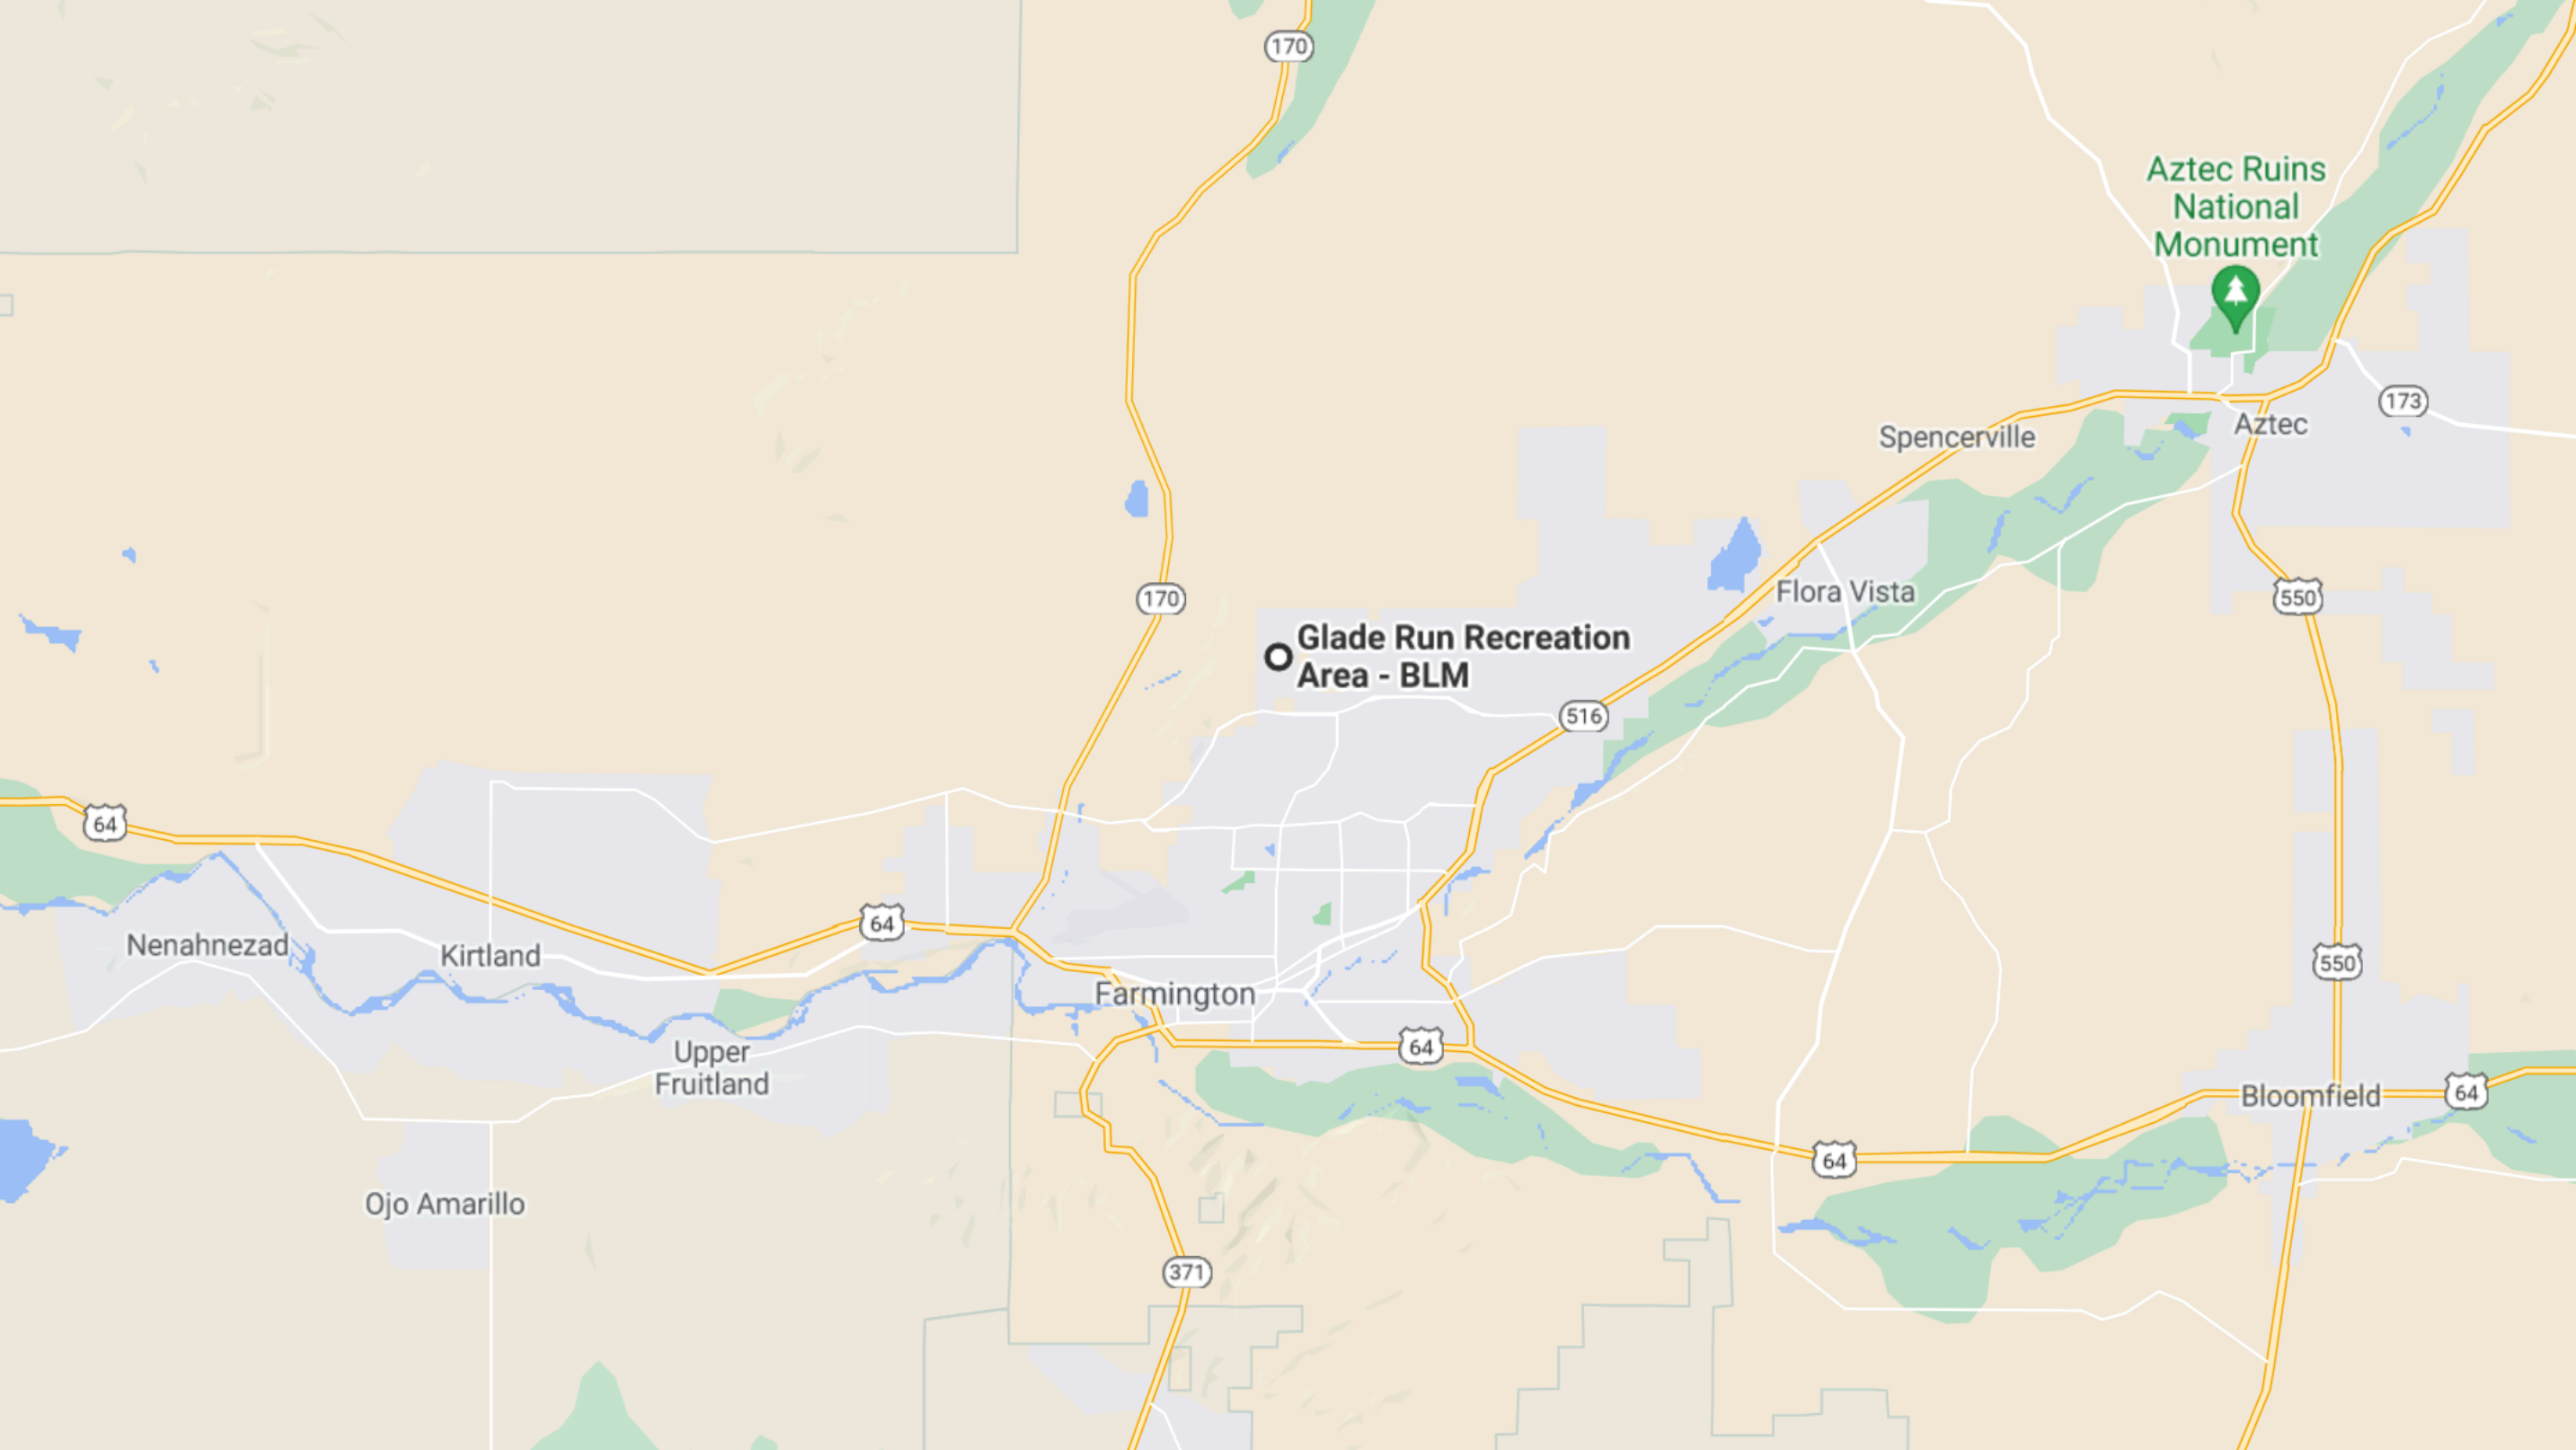 170
Aztec Ruins
National
Monument
173
Aztec
Spencerville
550
Flora Vista
170
Glade Run Recreation
Area - BLM
516
64
64
Nenahnezad
Kirtland
550
Farmington
64
Upper
Fruitland
Bloomfield
64
64
Ojo Amarillo
371